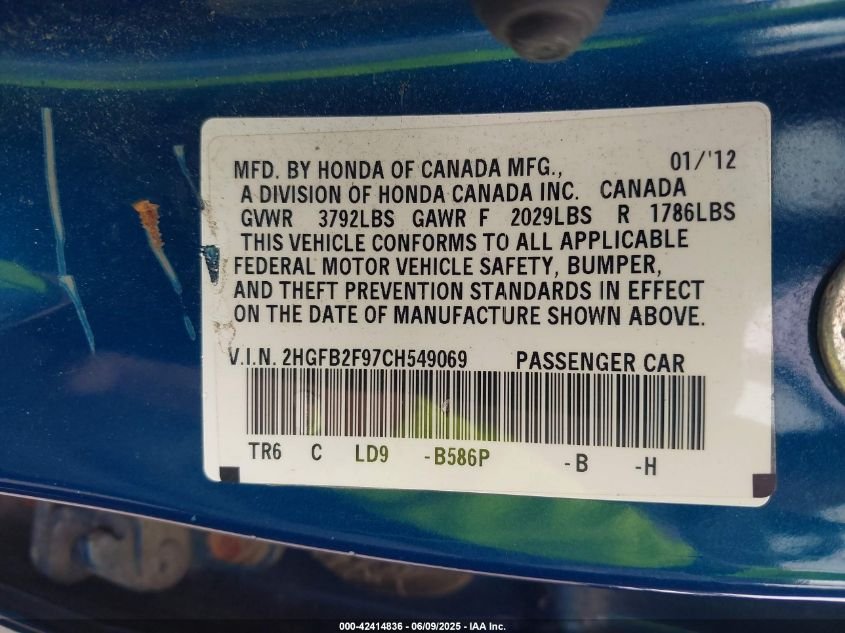 MFD. BY HONDA OF CANADA MFG., 01/'12
A DIVISION OF HONDA CANADA INC. CANADA
GVWR 3792LBS GAWR F 2029LBS R 1786LBS
THIS VEHICLE CONFORMS TO ALL APPLICABLE
FEDERAL MOTOR VEHICLE SAFETY, BUMPER,
AND THEFT PREVENTION STANDARDS IN EFFECT
ON THE DATE OF MANUFACTURE SHOWN ABOVE.
V.I.N. 2HGFB2F97CH549069 PASSENGER CAR
TR6 C LD9 -B586P -B -H
000-42414836 - 06/09/2025 - IAA Inc.